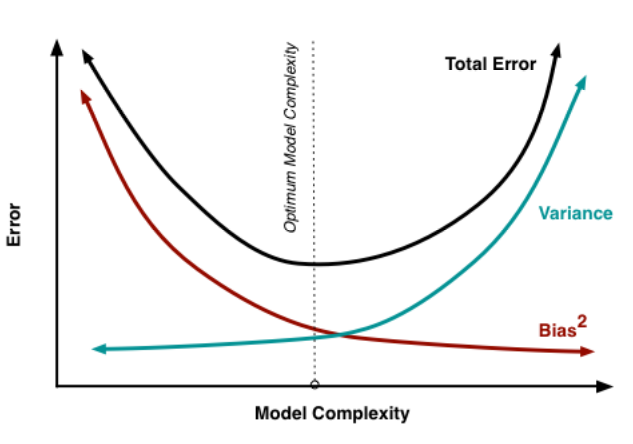 Total Error
Optimum Model Complexity
Variance
Error
Bias²
Model Complexity